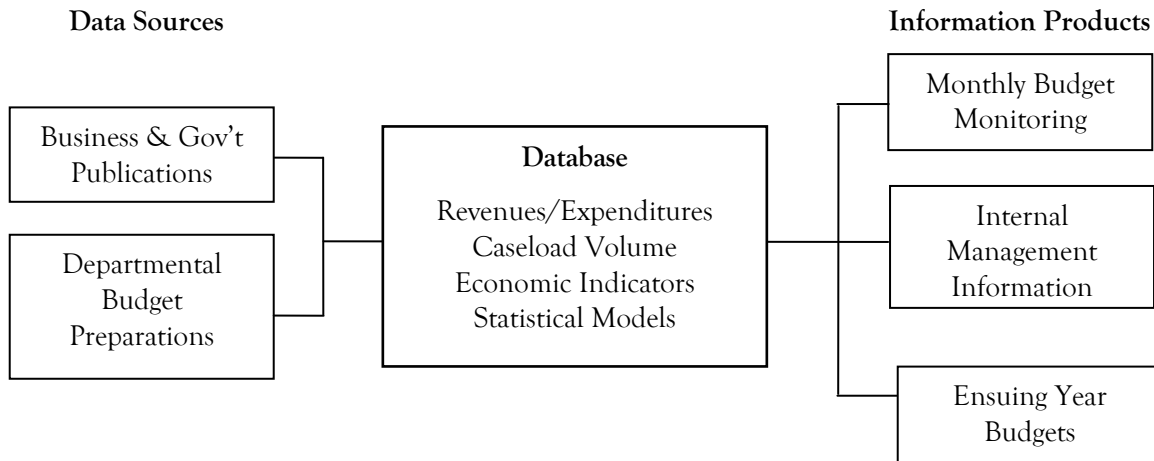 Data Sources
Information Products
Business & Gov't
Publications
Departmental
Budget
Preparations
Database
Revenues/Expenditures
Caseload Volume
Economic Indicators
Statistical Models
Monthly Budget
Monitoring
Internal
Management
Information
Ensuing Year
Budgets